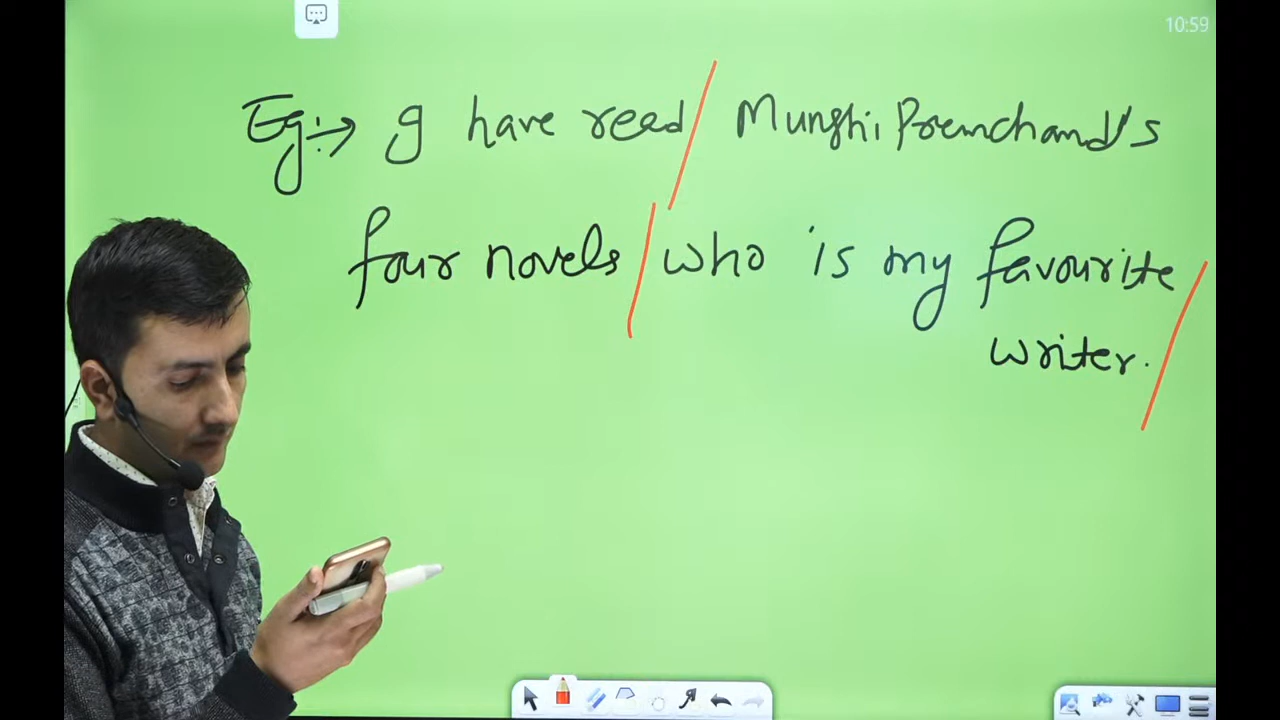 10:59
Eg:→ I have read/ Munshi Premchand's
four novels/ who is my favourite
writer./